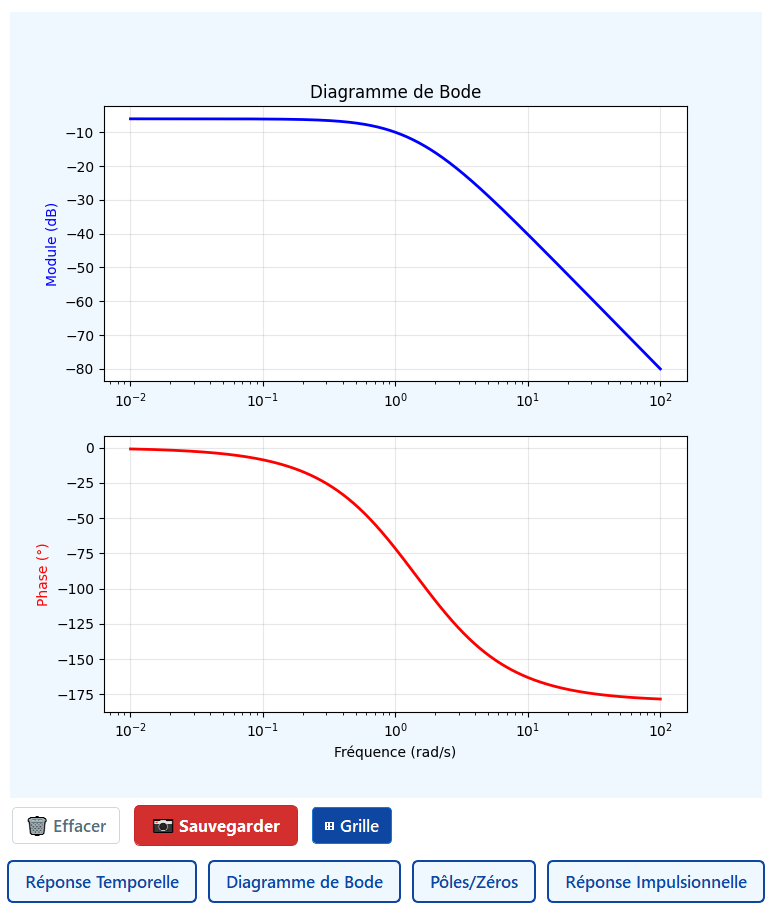 Diagramme de Bode
Module (dB)
−10
−20
−30
−40
−50
−60
−70
−80
10⁻² 10⁻¹ 10⁰ 10¹ 10²
Phase (°)
0
−25
−50
−75
−100
−125
−150
−175
10⁻² 10⁻¹ 10⁰ 10¹ 10²
Fréquence (rad/s)
Effacer Sauvegarder Grille
Réponse Temporelle Diagramme de Bode Pôles/Zéros Réponse Impulsionnelle